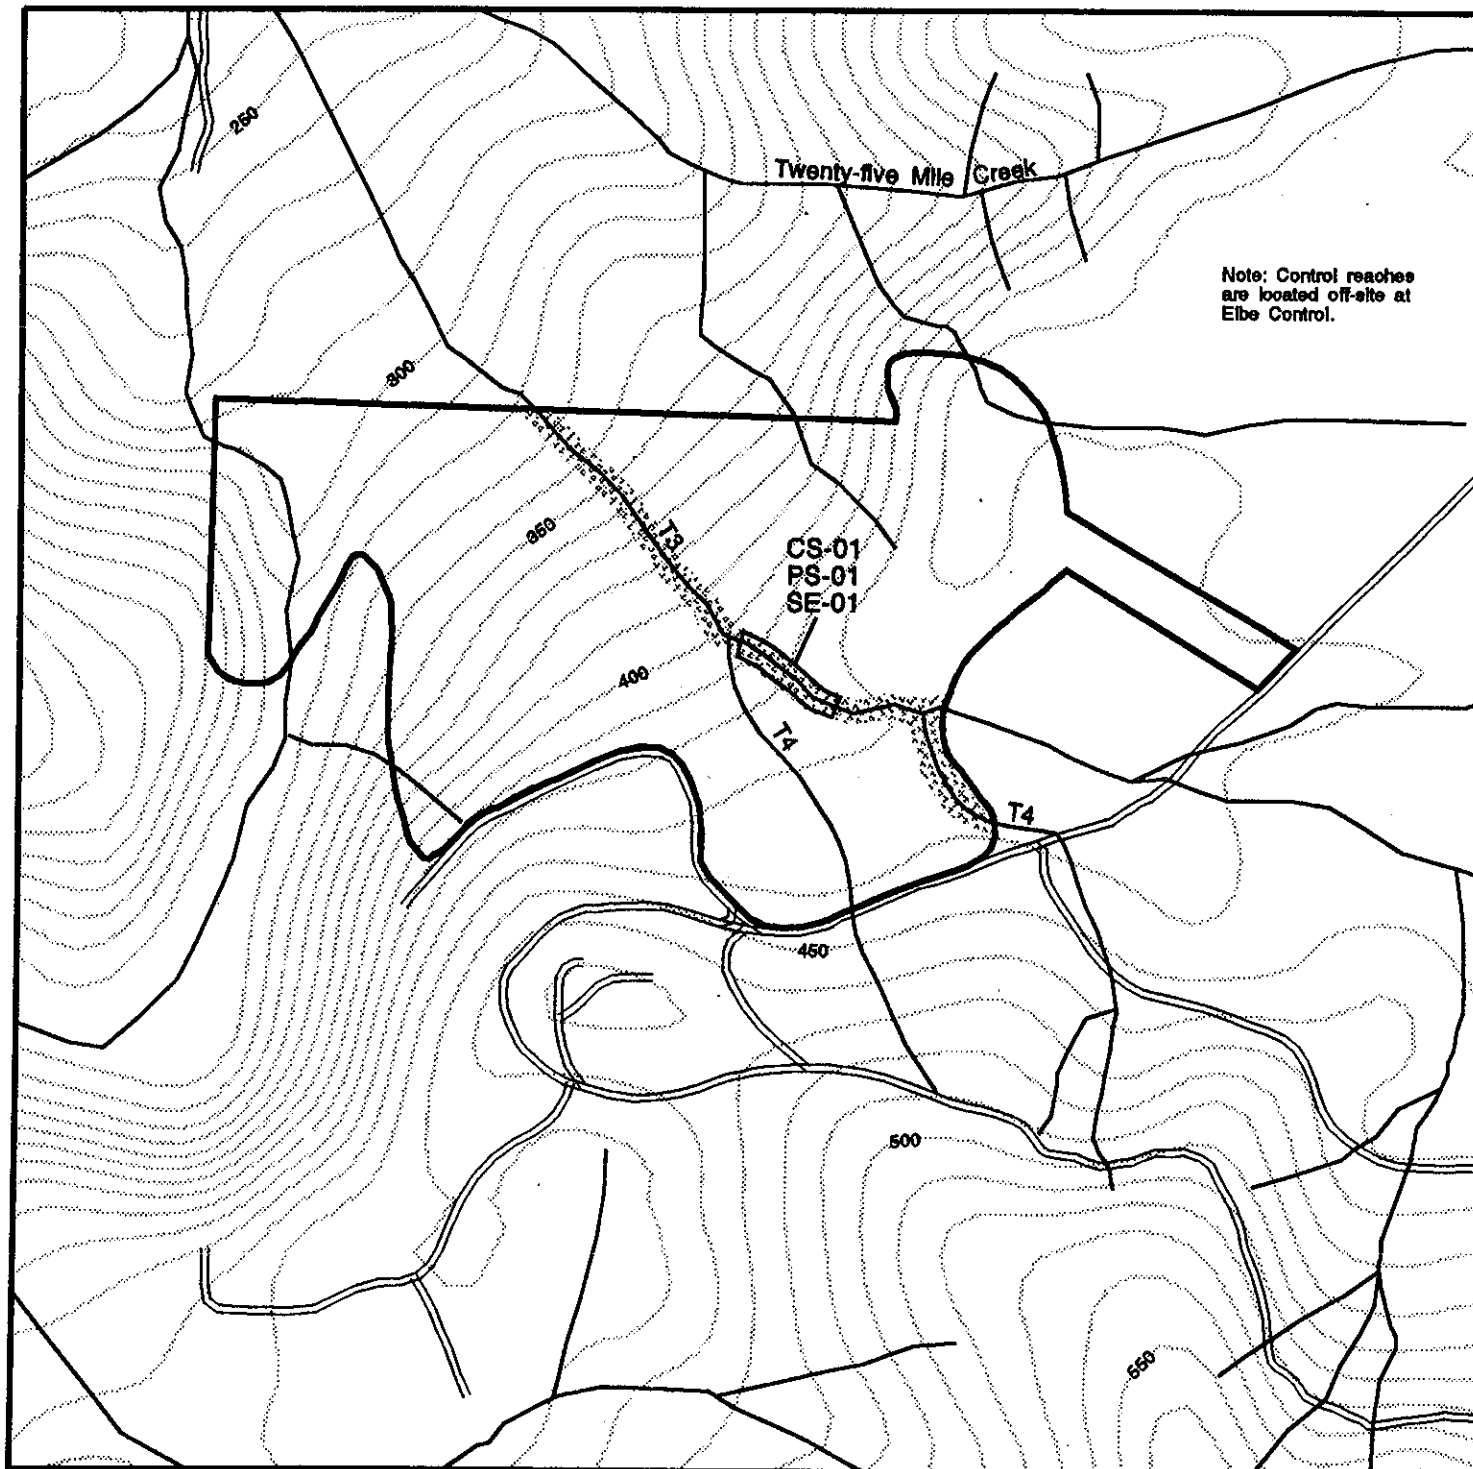 250
Twenty-five Mile Creek
Note: Control reaches
are located off-site at
Elbe Control.
300
350
T3
CS-01
PS-01
SE-01
400
T4
T4
450
500
550